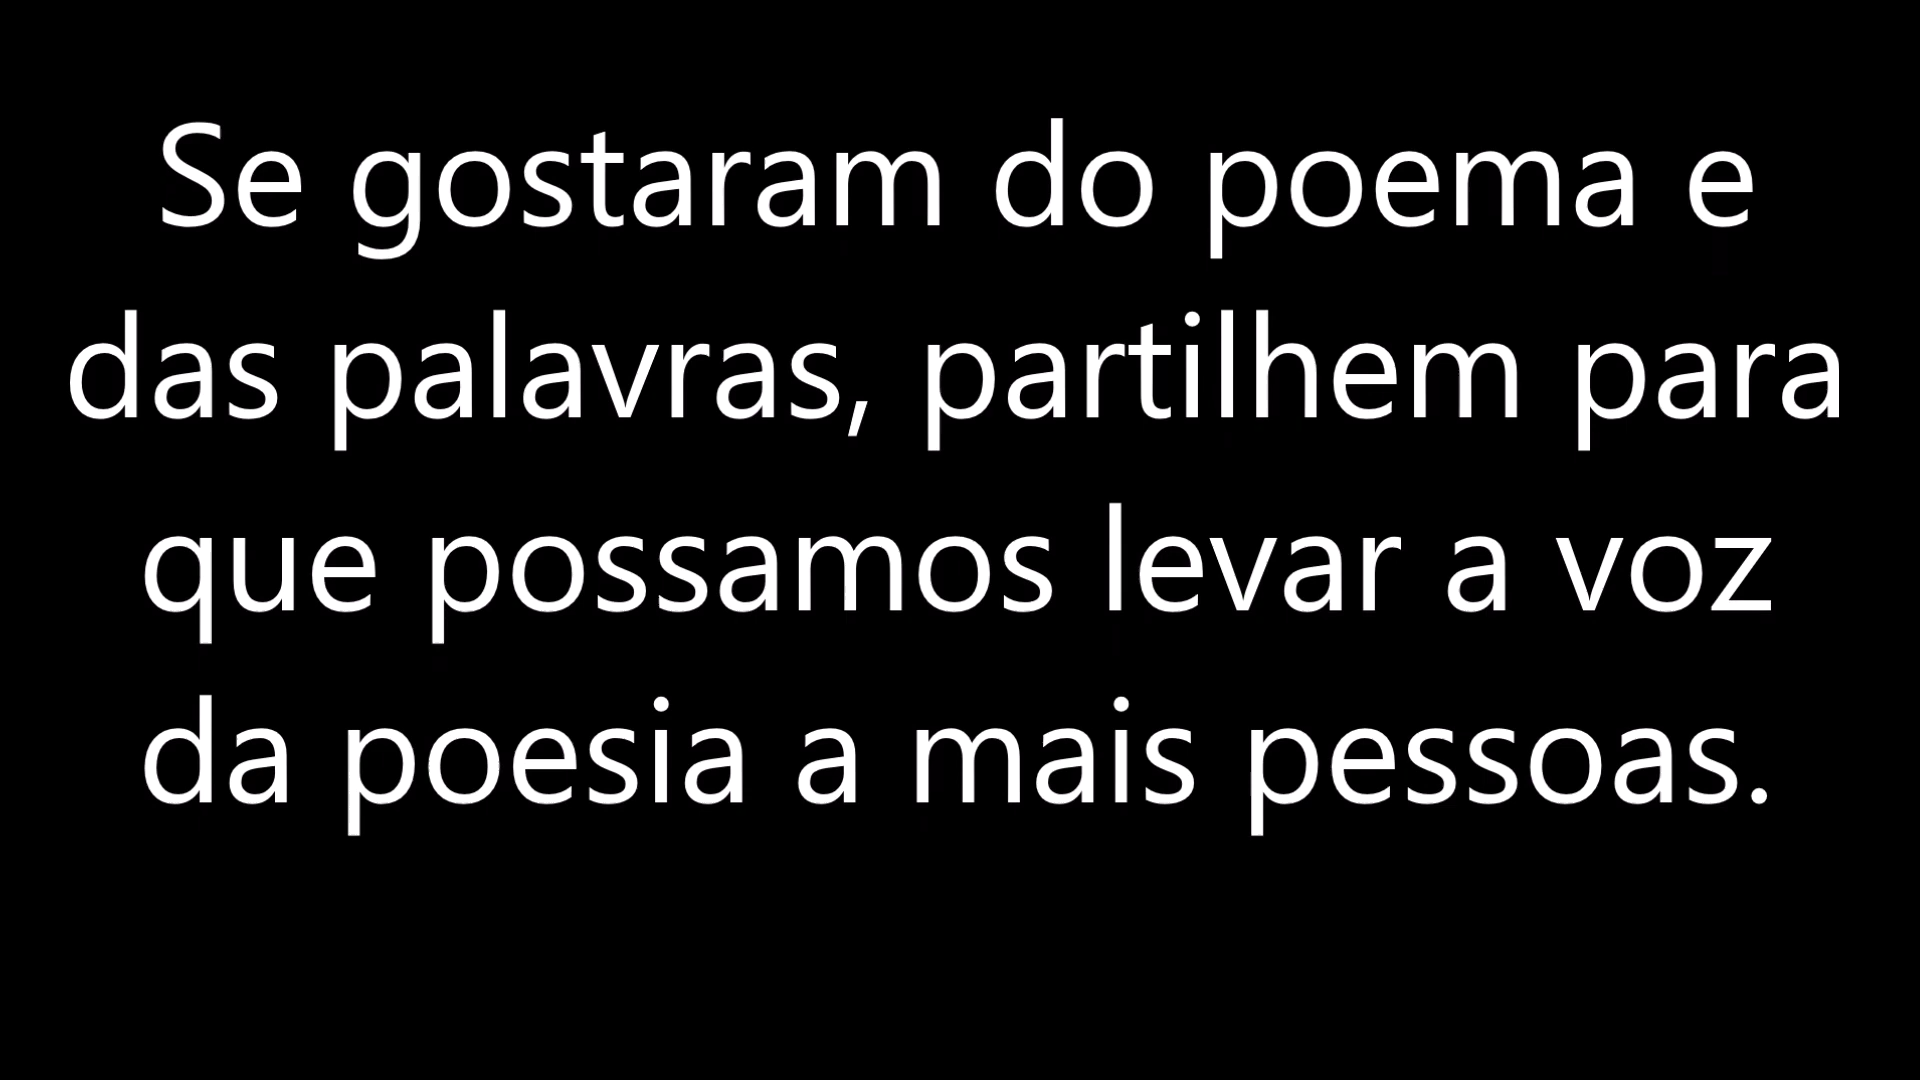 Se gostaram do poema e
das palavras, partilhem para
que possamos levar a voz
da poesia a mais pessoas.